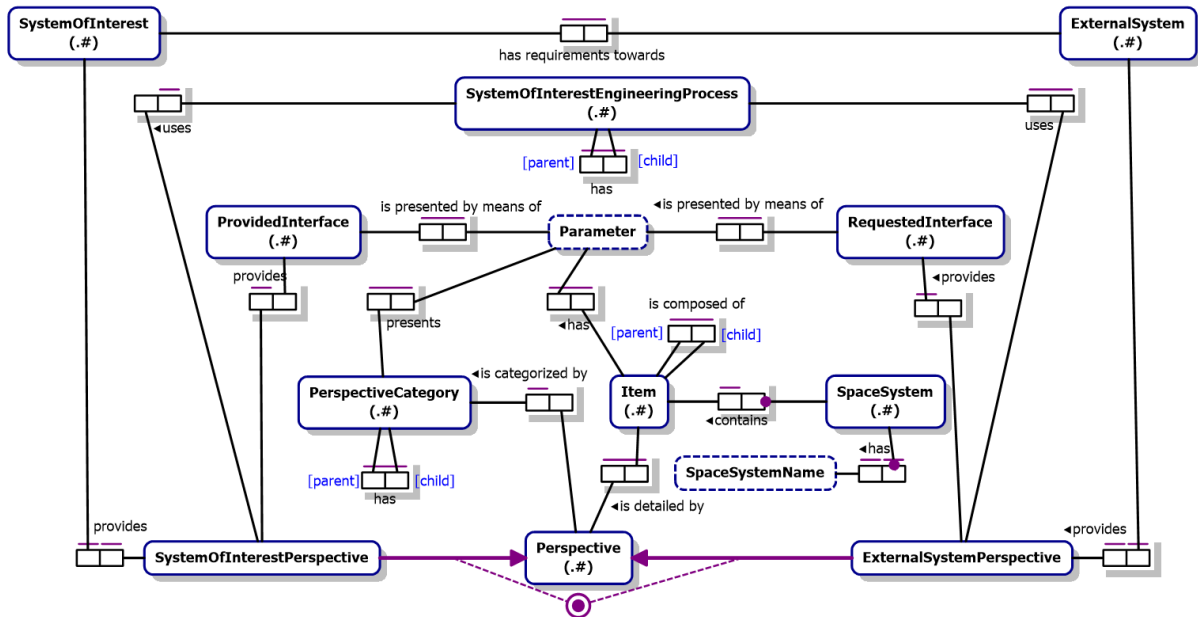 SystemOfInterest
(.#)
ExternalSystem
(.#)
has requirements towards
SystemOfInterestEngineeringProcess
(.#)
◄uses
uses
[parent]
[child]
has
is presented by means of
◄is presented by means of
ProvidedInterface
(.#)
Parameter
RequestedInterface
(.#)
provides
◄provides
presents
◄has
is composed of
[parent]
[child]
◄is categorized by
PerspectiveCategory
(.#)
Item
(.#)
SpaceSystem
(.#)
◄contains
◄has
[parent]
[child]
has
SpaceSystemName
◄is detailed by
provides
◄provides
SystemOfInterestPerspective
Perspective
(.#)
ExternalSystemPerspective